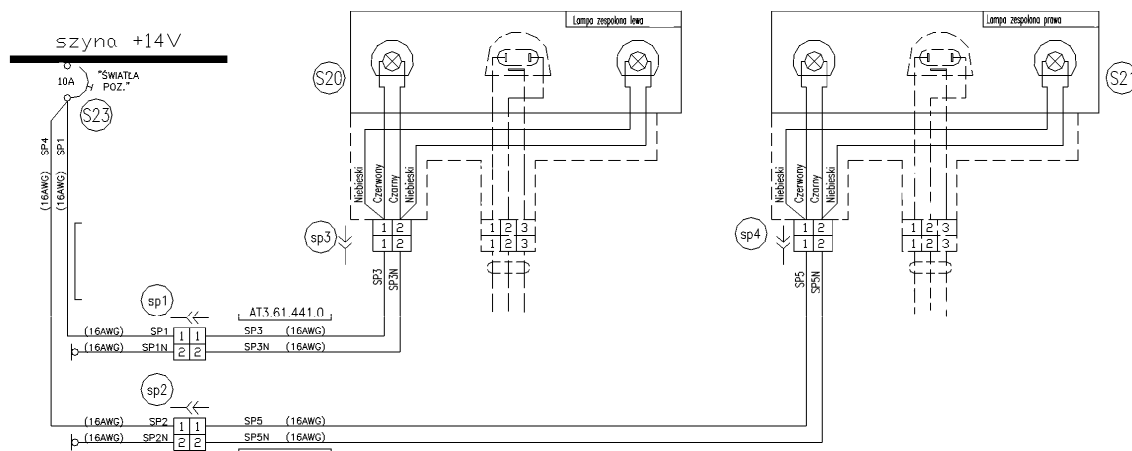 szyna +14V
10A
"ŚWIATŁA
POZ."
S23
SP4
SP1
(16AWG)
(16AWG)
Lampa zespolona lewa
S20
Niebieski
Czerwony
Czarny
Niebieski
sp3
1 2
1 2
1 2 3
1 2 3
SP3
SP3N
Lampa zespolona prawa
Niebieski
Czerwony
Czarny
Niebieski
sp4
1 2
1 2
1 2 3
1 2 3
SP5
SP5N
sp1
AT3.61.441.0
(16AWG) SP1 1 1 SP3 (16AWG)
(16AWG) SP1N 2 2 SP3N (16AWG)
sp2
(16AWG) SP2 1 1 SP5 (16AWG)
(16AWG) SP2N 2 2 SP5N (16AWG)